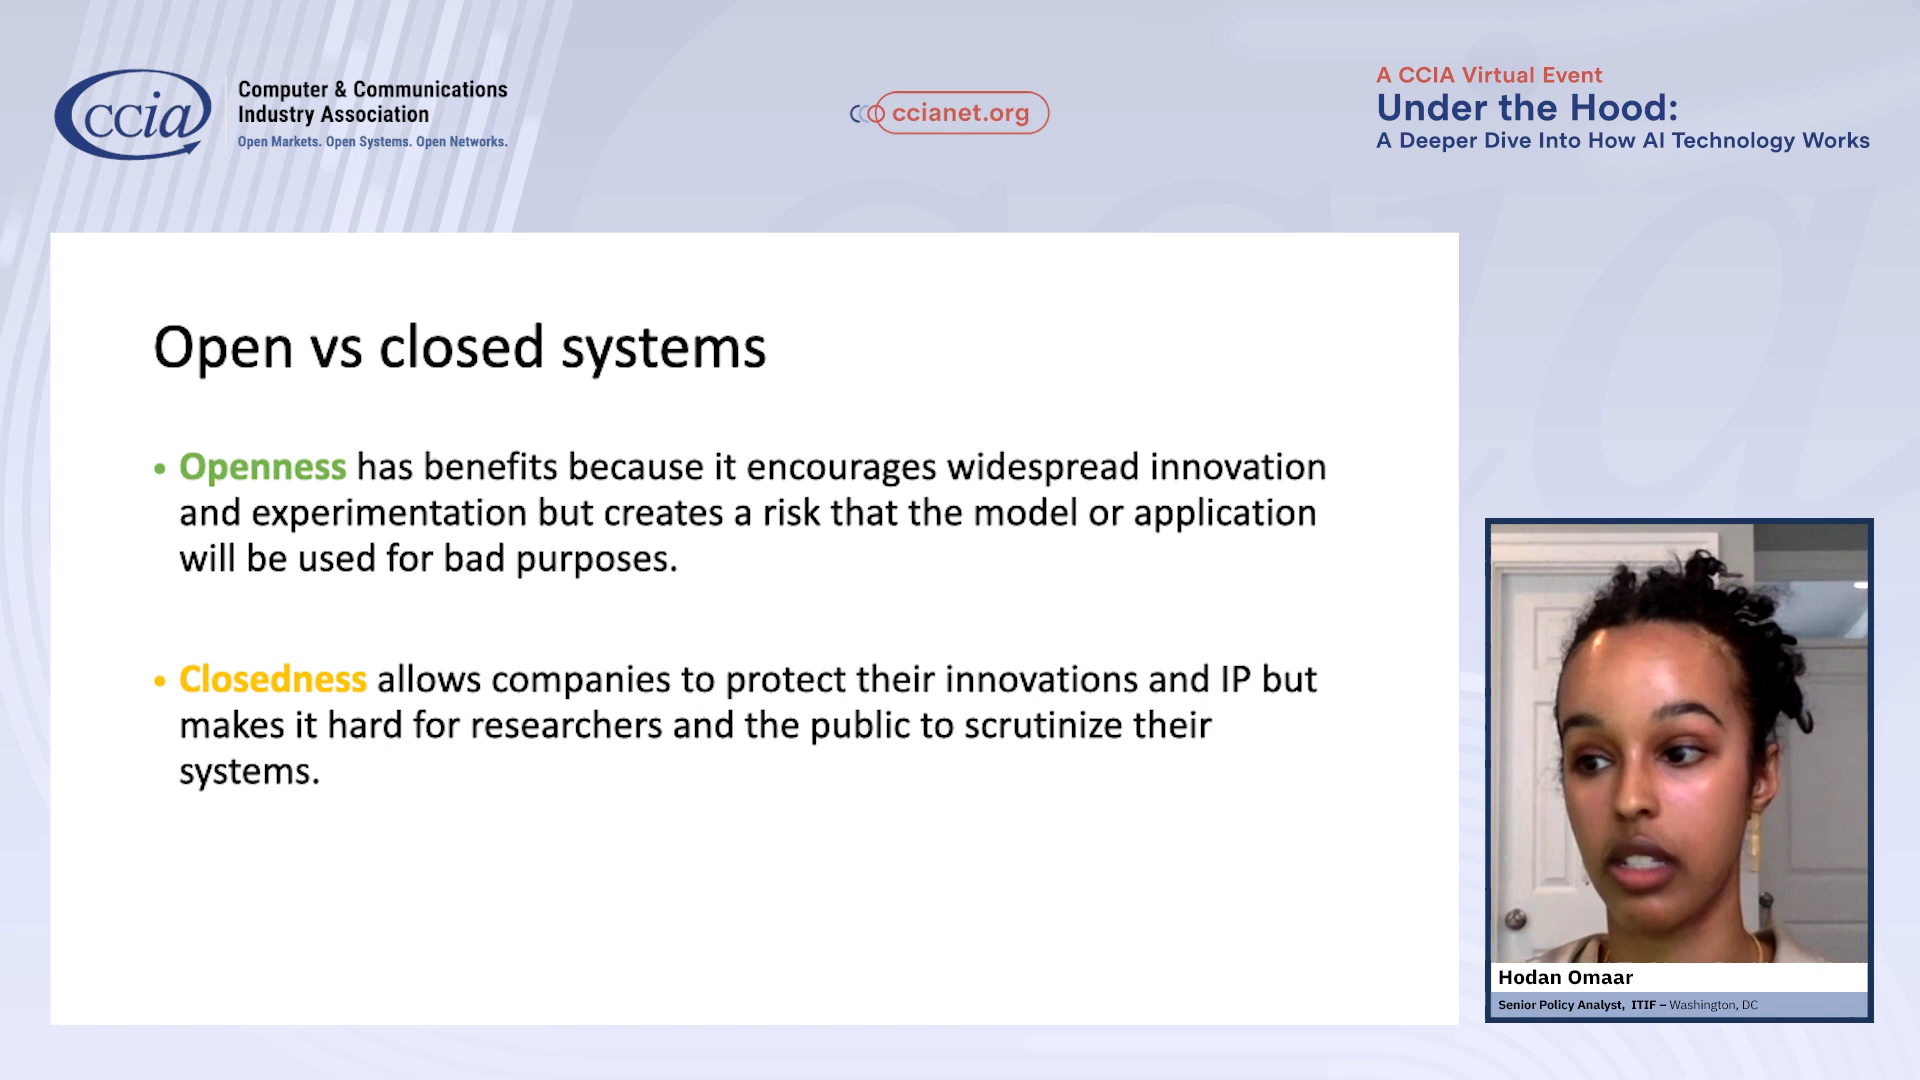 ccia
Computer & Communications
Industry Association
Open Markets. Open Systems. Open Networks.
ccianet.org
A CCIA Virtual Event
Under the Hood:
A Deeper Dive Into How AI Technology Works
Open vs closed systems
• Openness has benefits because it encourages widespread innovation
and experimentation but creates a risk that the model or application
will be used for bad purposes.
• Closedness allows companies to protect their innovations and IP but
makes it hard for researchers and the public to scrutinize their
systems.
Hodan Omaar
Senior Policy Analyst, ITIF – Washington, DC